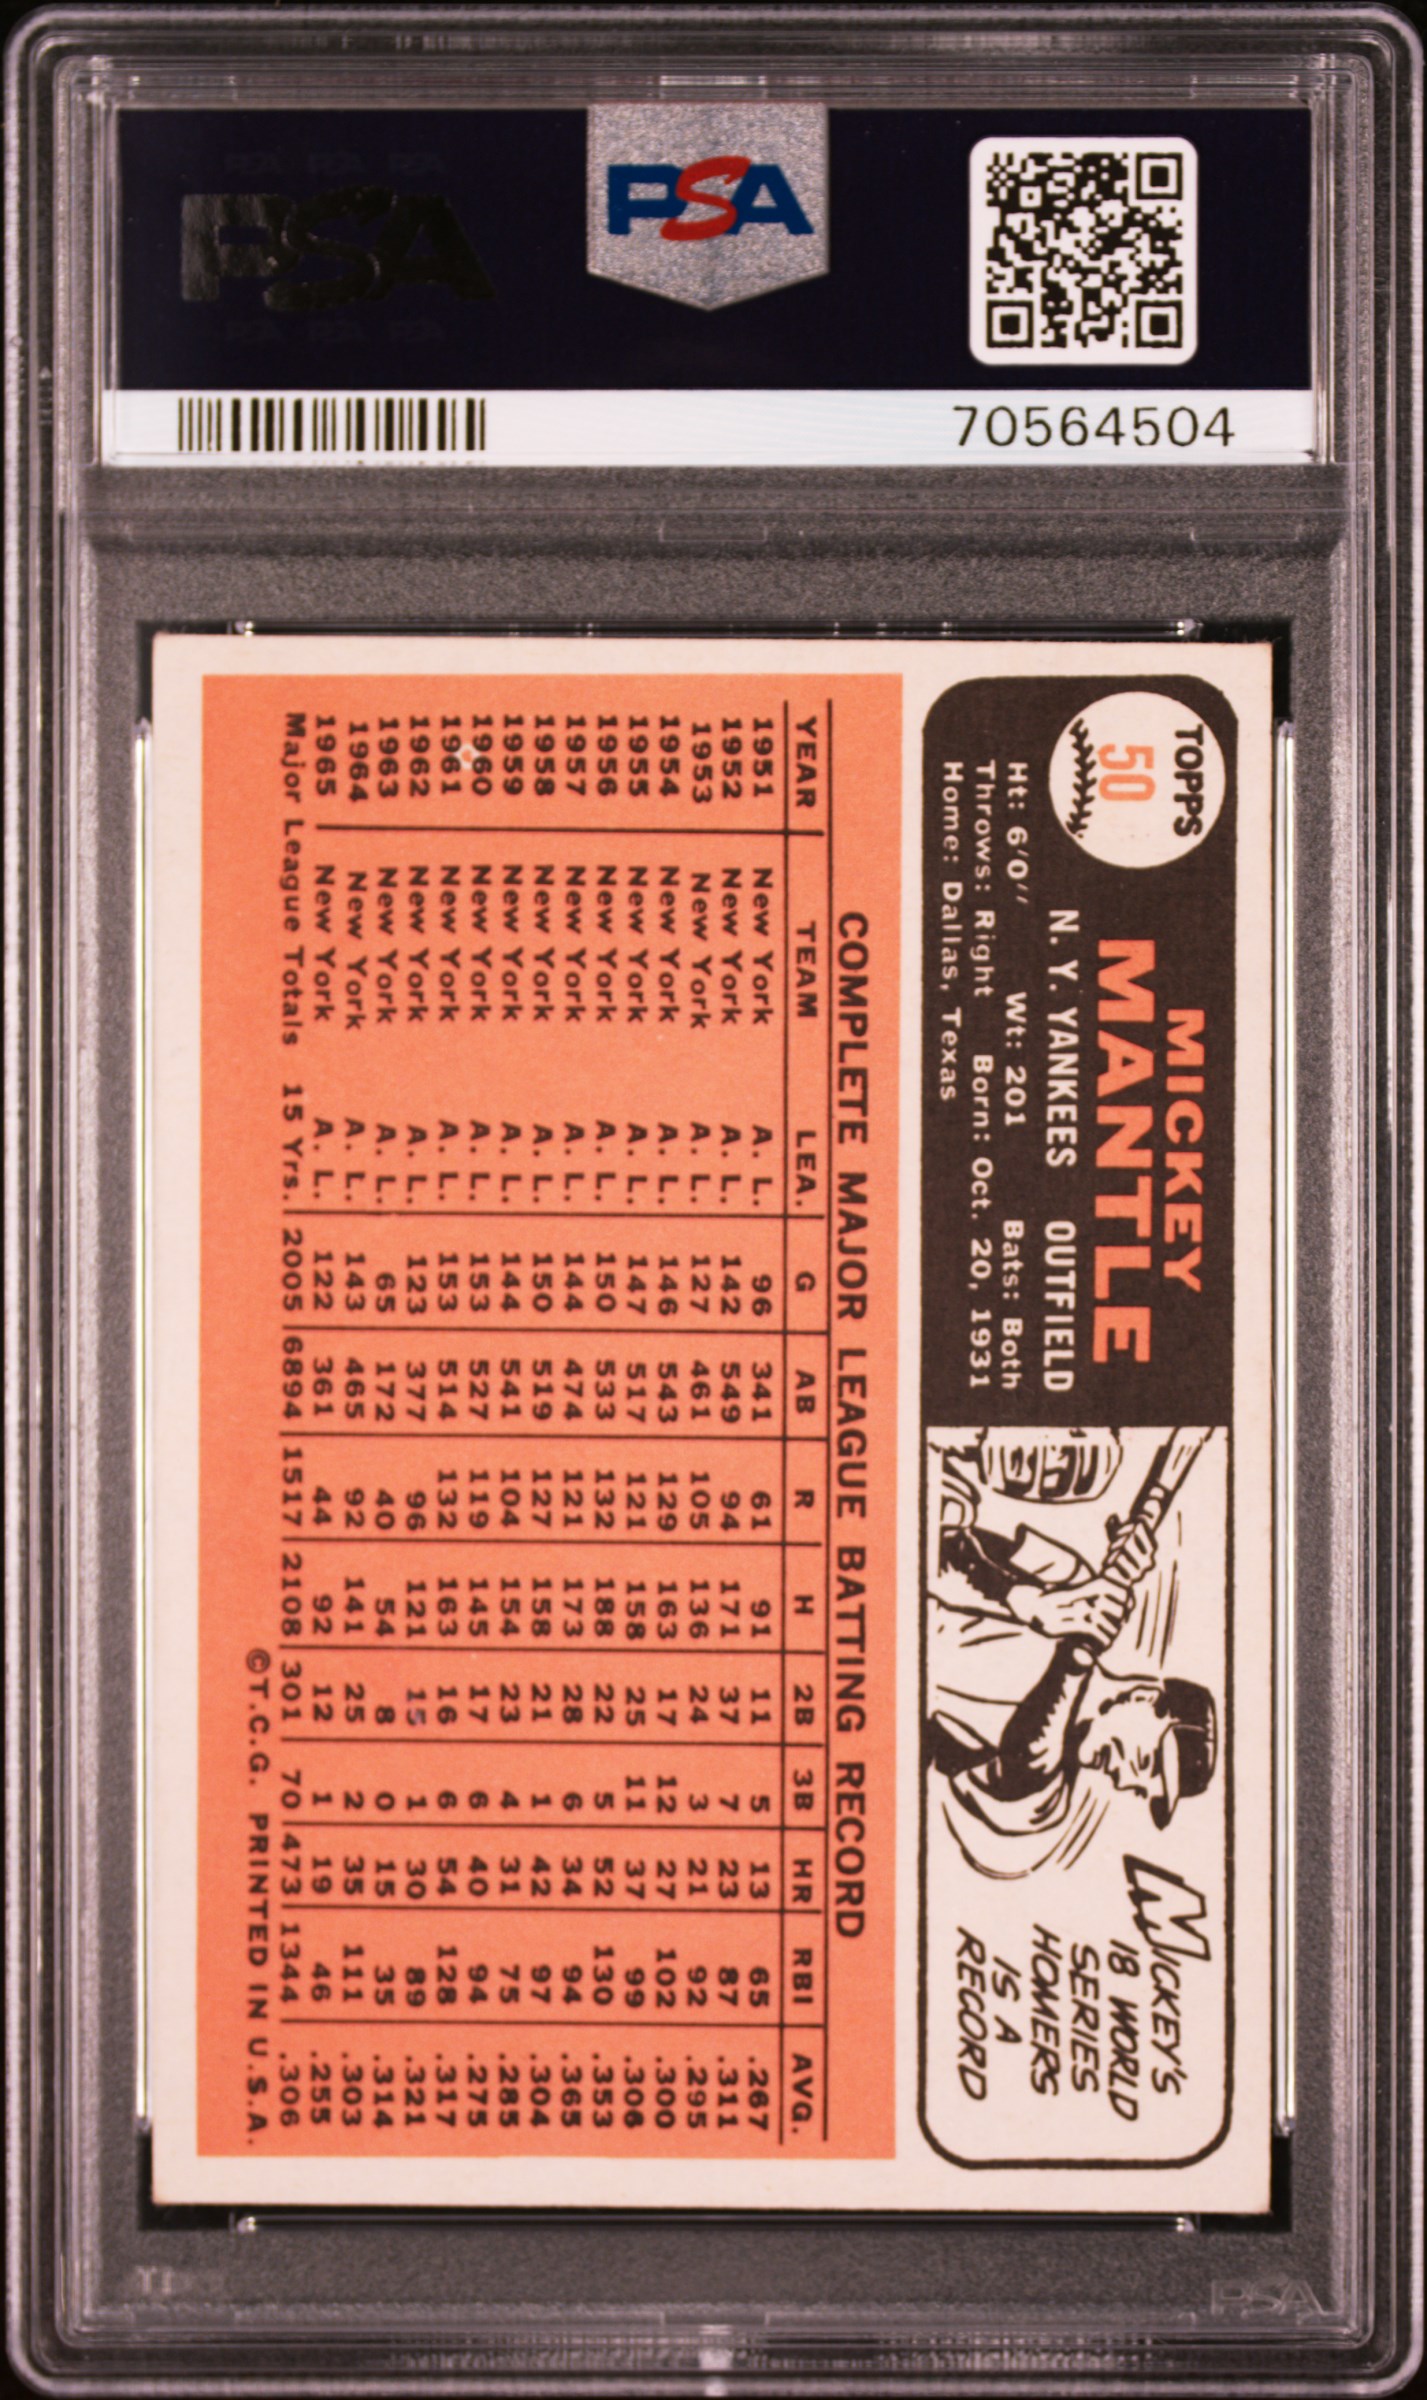 PSA
PSA
70564504
TOPPS
50
MICKEY
MANTLE
N. Y. YANKEES OUTFIELD
Ht: 6'0'' Wt: 201 Bats: Both
Throws: Right Born: Oct. 20, 1931
Home: Dallas, Texas
MICKEY'S
18 WORLD
SERIES
HOMERS
IS A
RECORD
COMPLETE MAJOR LEAGUE BATTING RECORD
YEAR TEAM LEA. G AB R H 2B 3B HR RBI AVG.
1951 New York A. L. 96 341 61 91 11 5 13 65 .267
1952 New York A. L. 142 549 94 171 37 7 23 87 .311
1953 New York A. L. 127 461 105 136 24 3 21 92 .295
1954 New York A. L. 146 543 129 163 17 12 27 102 .300
1955 New York A. L. 147 517 121 158 25 11 37 99 .306
1956 New York A. L. 150 533 132 188 22 5 52 130 .353
1957 New York A. L. 144 474 121 173 28 6 34 94 .365
1958 New York A. L. 150 519 127 158 21 1 42 97 .304
1959 New York A. L. 144 541 104 154 23 4 31 75 .285
1960 New York A. L. 153 527 119 145 17 6 40 94 .275
1961 New York A. L. 153 514 132 163 16 6 54 128 .317
1962 New York A. L. 123 377 96 121 15 1 30 89 .321
1963 New York A. L. 65 172 40 54 8 0 15 35 .314
1964 New York A. L. 143 465 92 141 25 2 35 111 .303
1965 New York A. L. 122 361 44 92 12 1 19 46 .255
Major League Totals 15 Yrs. 2005 6894 1517 2108 301 70 473 1344 .306
©T.C.G. PRINTED IN U.S.A.
PSA